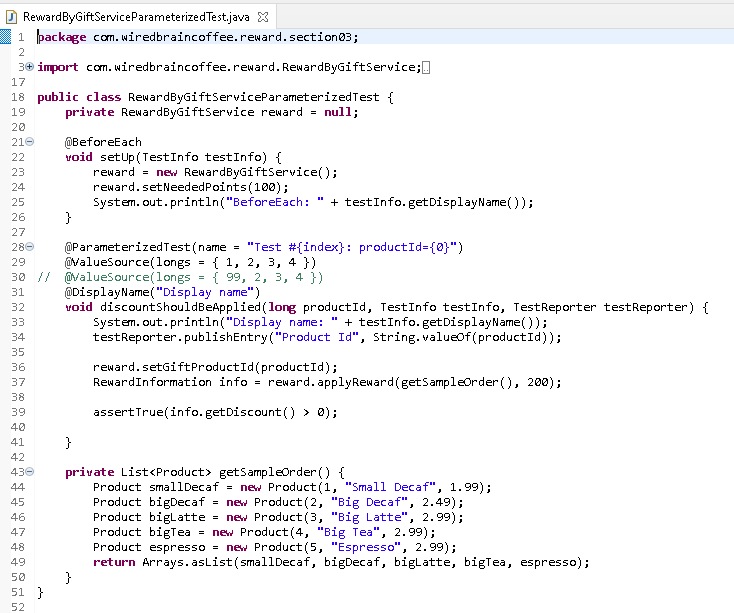 RewardByGiftServiceParameterizedTest.java
1 package com.wiredbraincoffee.reward.section03;
2
3 import com.wiredbraincoffee.reward.RewardByGiftService;
17
18 public class RewardByGiftServiceParameterizedTest {
19     private RewardByGiftService reward = null;
20
21     @BeforeEach
22     void setUp(TestInfo testInfo) {
23         reward = new RewardByGiftService();
24         reward.setNeededPoints(100);
25         System.out.println("BeforeEach: " + testInfo.getDisplayName());
26     }
27
28     @ParameterizedTest(name = "Test #{index}: productId={0}")
29     @ValueSource(longs = { 1, 2, 3, 4 })
30 //  @ValueSource(longs = { 99, 2, 3, 4 })
31     @DisplayName("Display name")
32     void discountShouldBeApplied(long productId, TestInfo testInfo, TestReporter testReporter) {
33         System.out.println("Display name: " + testInfo.getDisplayName());
34         testReporter.publishEntry("Product Id", String.valueOf(productId));
35
36         reward.setGiftProductId(productId);
37         RewardInformation info = reward.applyReward(getSampleOrder(), 200);
38
39         assertTrue(info.getDiscount() > 0);
40
41     }
42
43     private List<Product> getSampleOrder() {
44         Product smallDecaf = new Product(1, "Small Decaf", 1.99);
45         Product bigDecaf = new Product(2, "Big Decaf", 2.49);
46         Product bigLatte = new Product(3, "Big Latte", 2.99);
47         Product bigTea = new Product(4, "Big Tea", 2.99);
48         Product espresso = new Product(5, "Espresso", 2.99);
49         return Arrays.asList(smallDecaf, bigDecaf, bigLatte, bigTea, espresso);
50     }
51 }
52